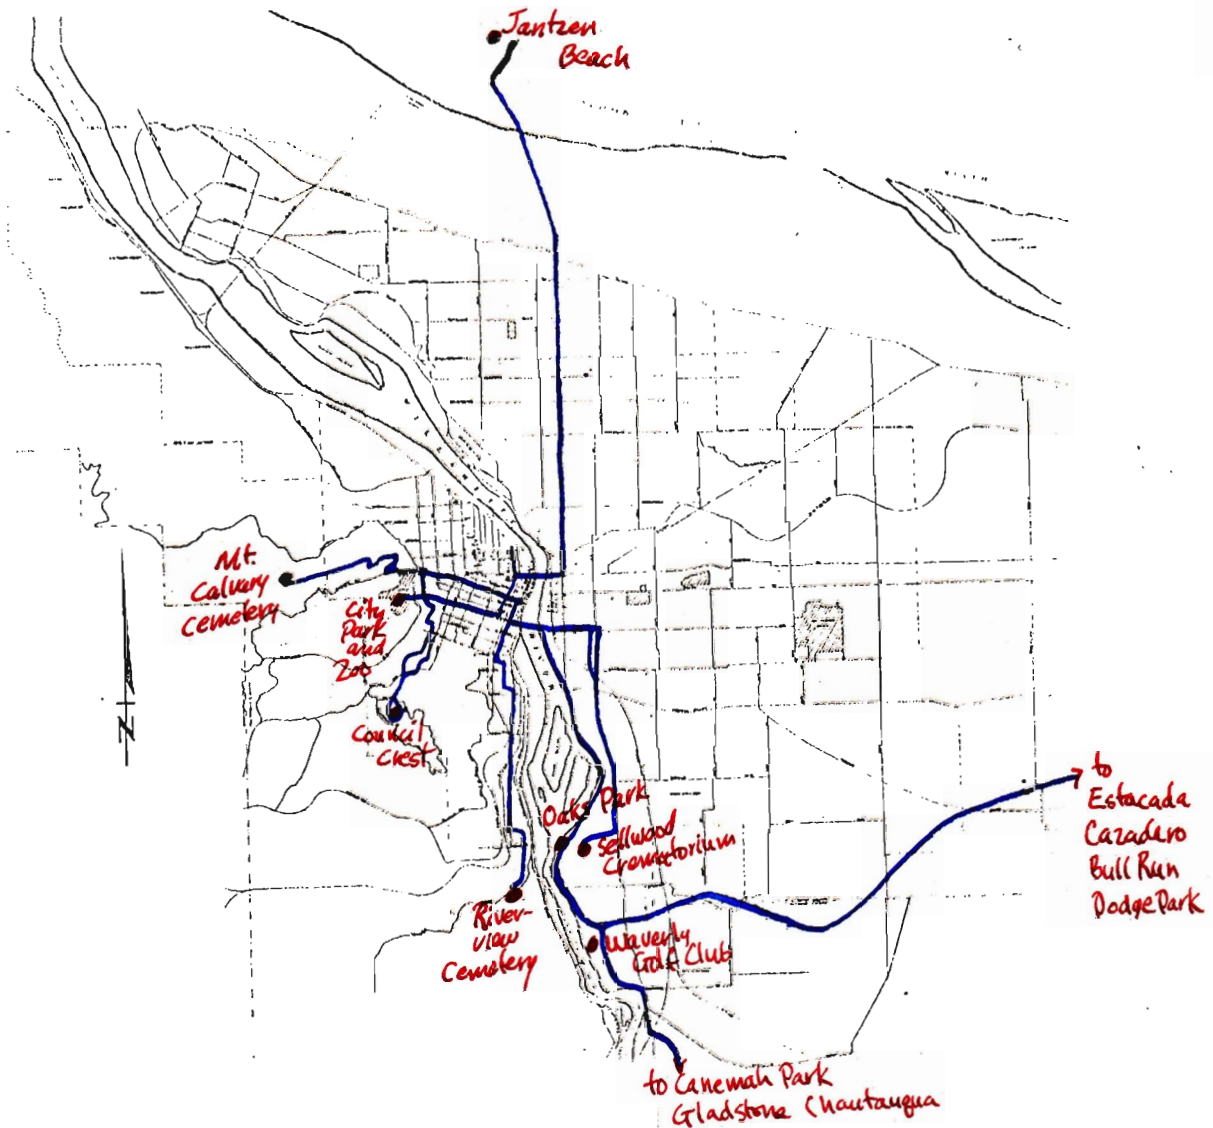 Jantzen
Beach
Mt.
Calvary
Cemetery
City
Park
and
Zoo
Council
Crest
Oaks Park
Sellwood
Crematorium
to
Estacada
Cazadero
Bull Run
Dodge Park
River-
view
Cemetery
Waverly
Golf Club
to Canemah Park
Gladstone Chautauqua
N